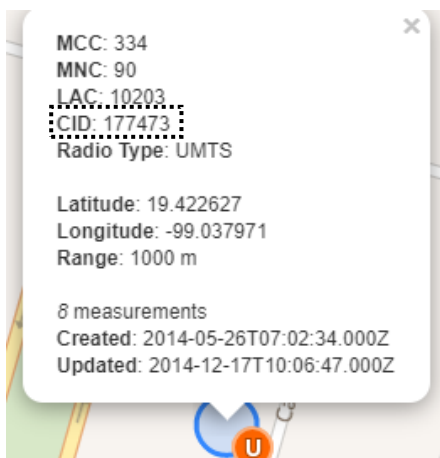 ×
MCC: 334
MNC: 90
LAC: 10203
CID: 177473
Radio Type: UMTS
Latitude: 19.422627
Longitude: -99.037971
Range: 1000 m
8 measurements
Created: 2014-05-26T07:02:34.000Z
Updated: 2014-12-17T10:06:47.000Z
Ca
U